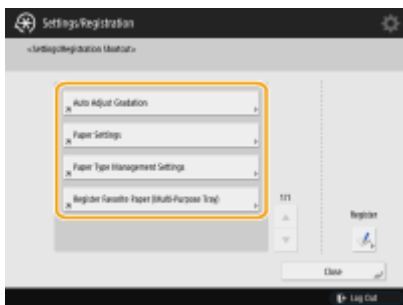 Settings/Registration
<Settings/Registration Shortcut>
Auto Adjust Gradation
Paper Settings
Paper Type Management Settings
Register Favorite Paper (Multi-Purpose Tray)
1/1
Register
Close
Log Out